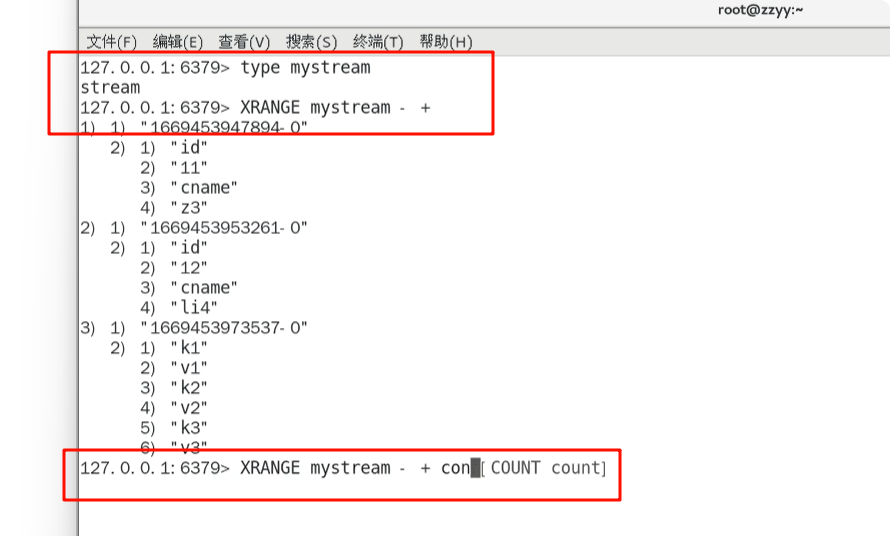 root@zzyy:~
文件(F) 编辑(E) 查看(V) 搜索(S) 终端(T) 帮助(H)
127.0.0.1:6379> type mystream
stream
127.0.0.1:6379> XRANGE mystream - +
1) 1) "1669453947894-0"
   2) 1) "id"
      2) "11"
      3) "cname"
      4) "z3"
2) 1) "1669453953261-0"
   2) 1) "id"
      2) "12"
      3) "cname"
      4) "li4"
3) 1) "1669453973537-0"
   2) 1) "k1"
      2) "v1"
      3) "k2"
      4) "v2"
      5) "k3"
      6) "v3"
127.0.0.1:6379> XRANGE mystream - + con[COUNT count]